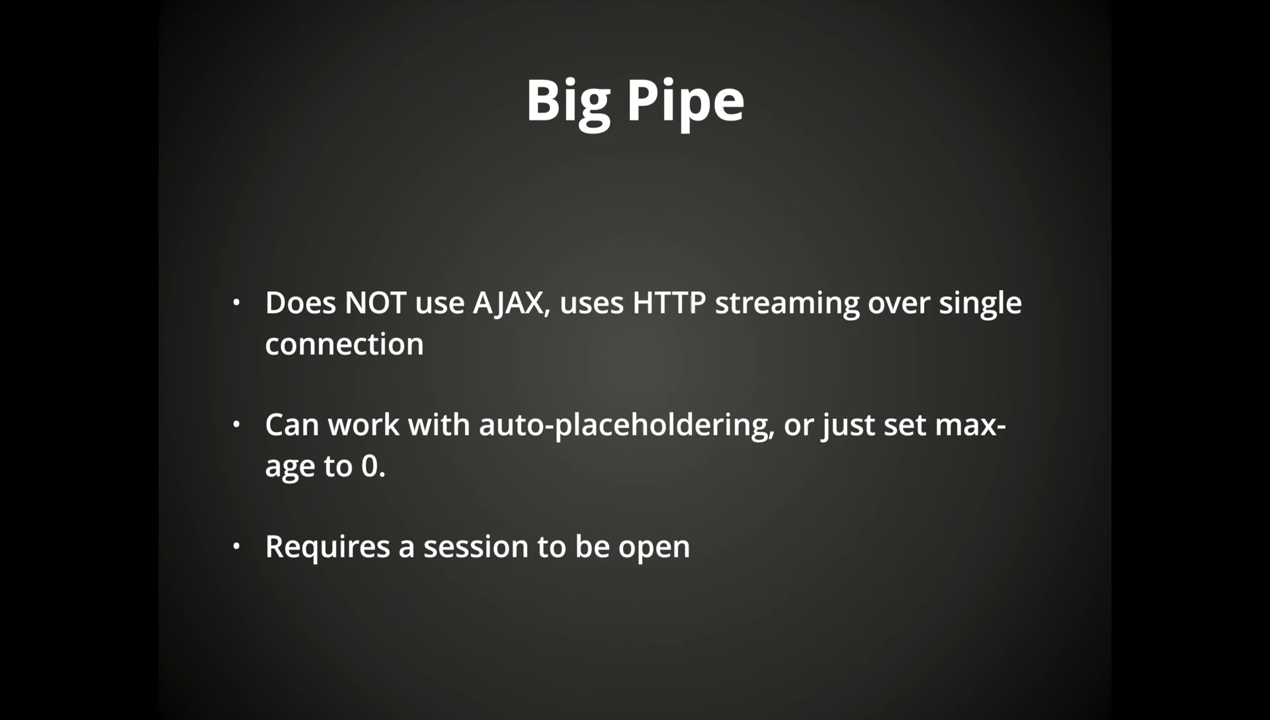 Big Pipe
• Does NOT use AJAX, uses HTTP streaming over single
connection
• Can work with auto-placeholdering, or just set max-
age to 0.
• Requires a session to be open